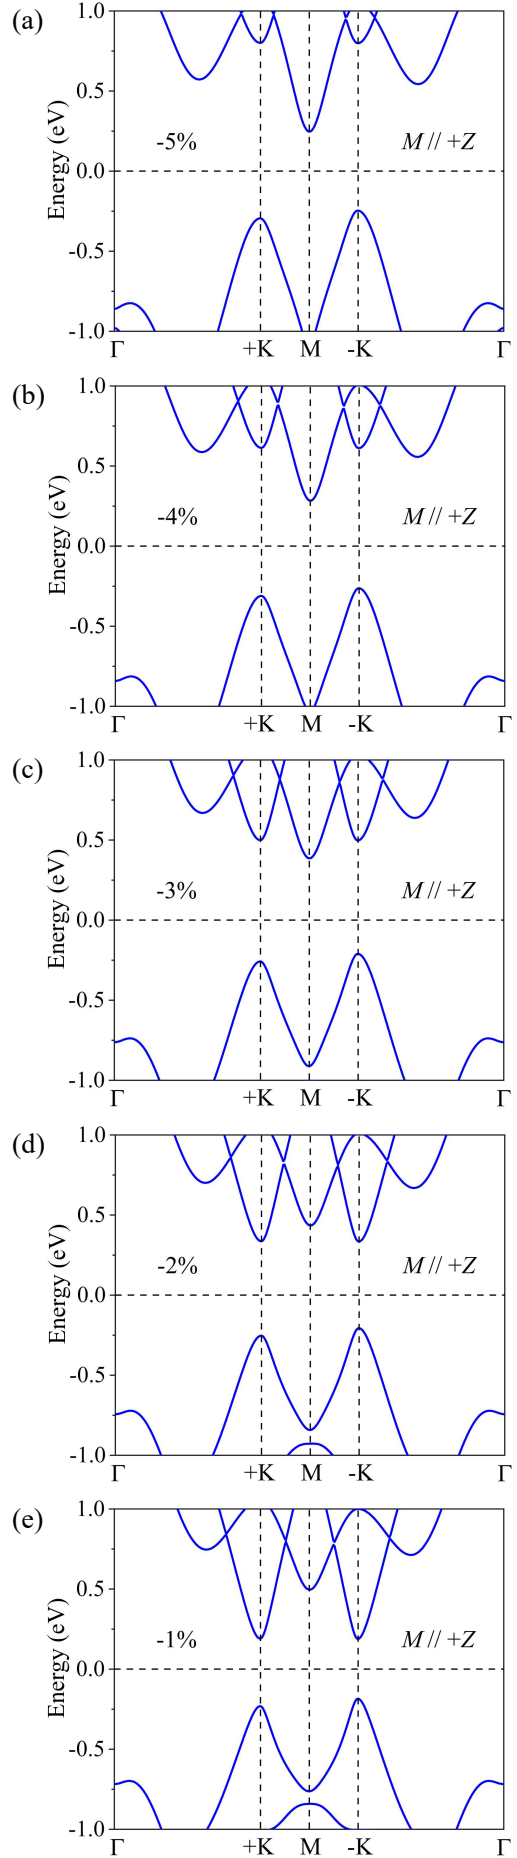 (a)
Energy (eV)
1.0
0.5
0.0
-0.5
-1.0
-5%
M // +Z
Γ +K M -K Γ
(b)
Energy (eV)
1.0
0.5
0.0
-0.5
-1.0
-4%
M // +Z
Γ +K M -K Γ
(c)
Energy (eV)
1.0
0.5
0.0
-0.5
-1.0
-3%
M // +Z
Γ +K M -K Γ
(d)
Energy (eV)
1.0
0.5
0.0
-0.5
-1.0
-2%
M // +Z
Γ +K M -K Γ
(e)
Energy (eV)
1.0
0.5
0.0
-0.5
-1.0
-1%
M // +Z
Γ +K M -K Γ